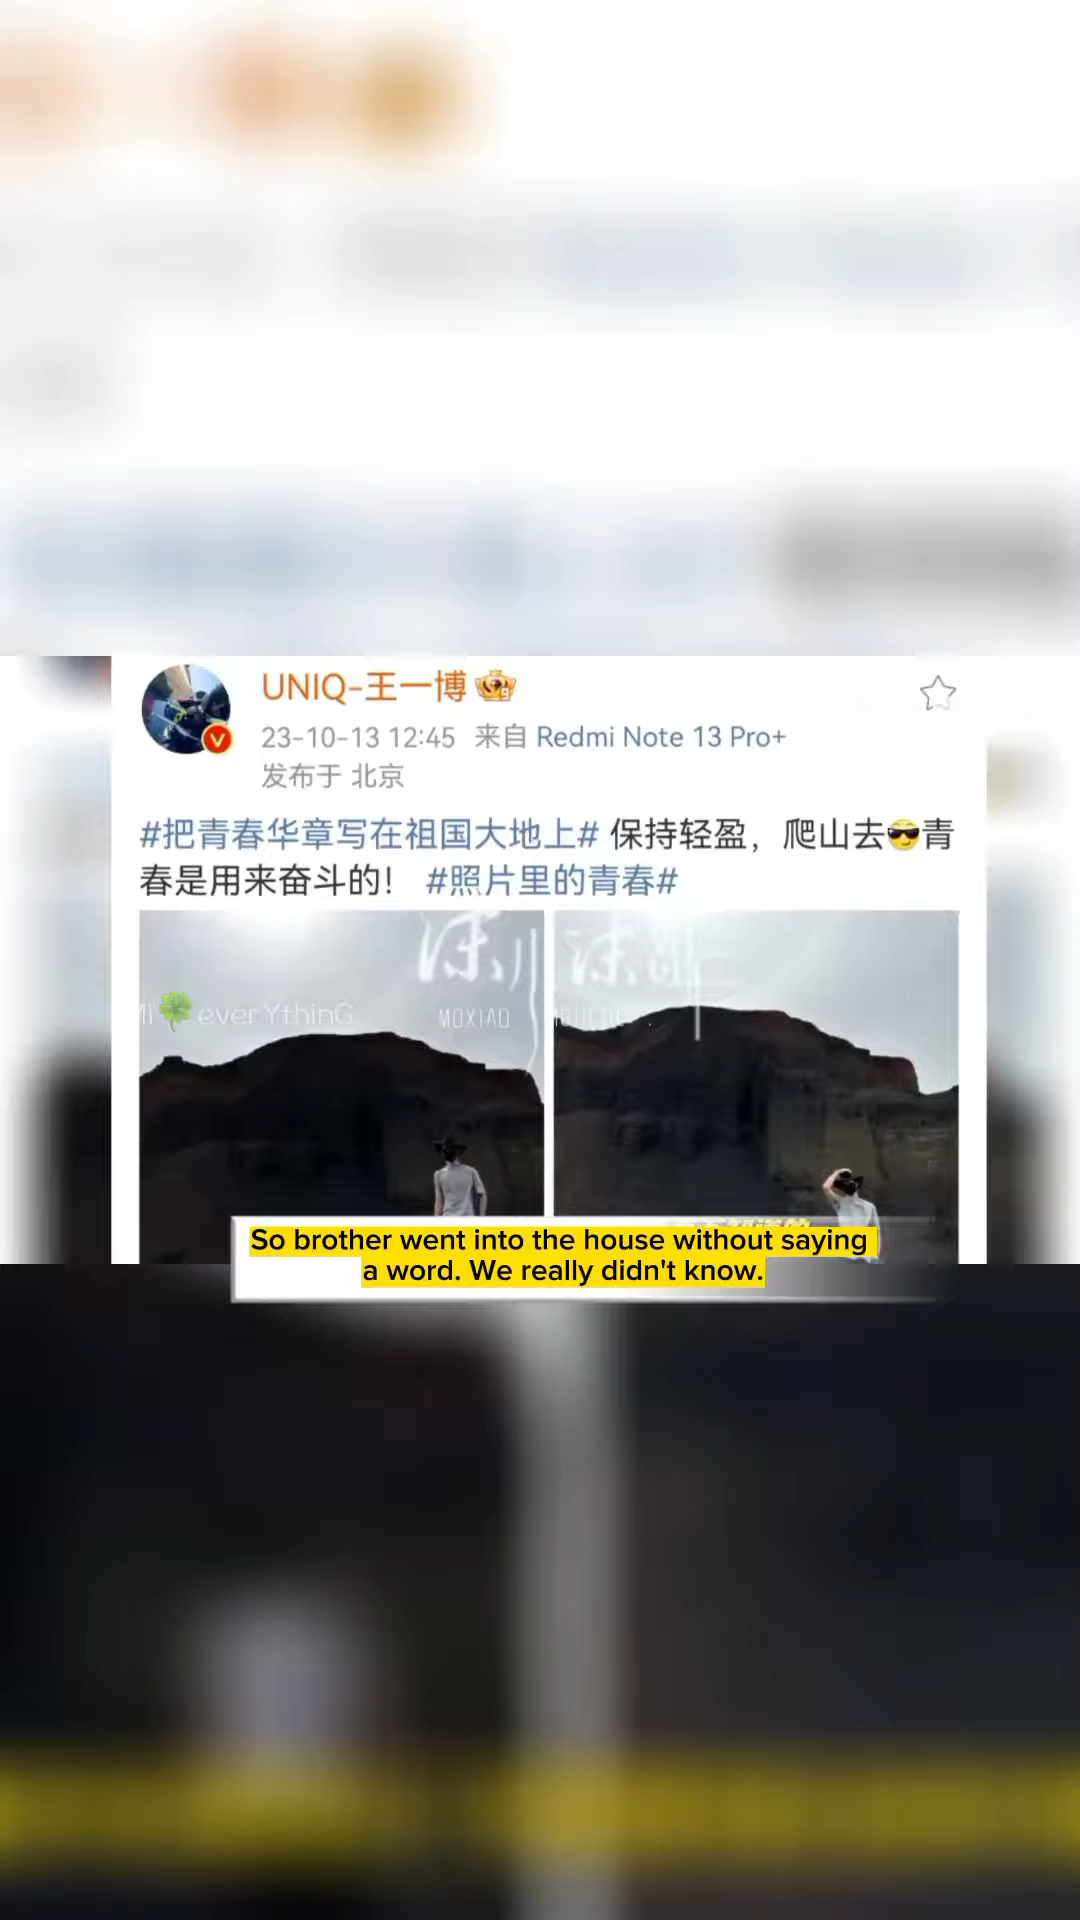 UNIQ-王一博
23-10-13 12:45 来自 Redmi Note 13 Pro+
发布于 北京
#把青春华章写在祖国大地上# 保持轻盈，爬山去😎青
春是用来奋斗的！ #照片里的青春#
everYthinG
MOXIAO
So brother went into the house without saying
a word. We really didn't know.